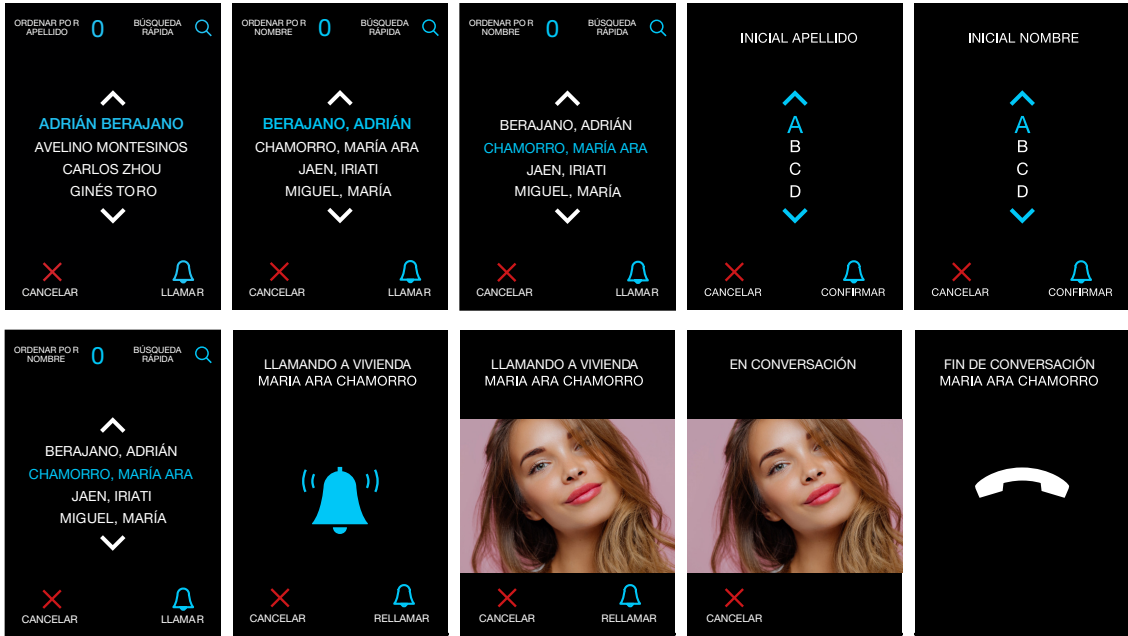 ORDENAR POR
APELLIDO
0
BÚSQUEDA
RÁPIDA
ADRIÁN BERAJANO
AVELINO MONTESINOS
CARLOS ZHOU
GINÉS TORO
CANCELAR
LLAMAR
ORDENAR POR
NOMBRE
0
BÚSQUEDA
RÁPIDA
BERAJANO, ADRIÁN
CHAMORRO, MARÍA ARA
JAEN, IRIATI
MIGUEL, MARÍA
CANCELAR
LLAMAR
ORDENAR POR
NOMBRE
0
BÚSQUEDA
RÁPIDA
BERAJANO, ADRIÁN
CHAMORRO, MARÍA ARA
JAEN, IRIATI
MIGUEL, MARÍA
CANCELAR
LLAMAR
INICIAL APELLIDO
A
B
C
D
CANCELAR
CONFIRMAR
INICIAL NOMBRE
A
B
C
D
CANCELAR
CONFIRMAR
ORDENAR POR
NOMBRE
0
BÚSQUEDA
RÁPIDA
BERAJANO, ADRIÁN
CHAMORRO, MARÍA ARA
JAEN, IRIATI
MIGUEL, MARÍA
CANCELAR
LLAMAR
LLAMANDO A VIVIENDA
MARIA ARA CHAMORRO
CANCELAR
RELLAMAR
LLAMANDO A VIVIENDA
MARIA ARA CHAMORRO
CANCELAR
RELLAMAR
EN CONVERSACIÓN
CANCELAR
FIN DE CONVERSACIÓN
MARIA ARA CHAMORRO